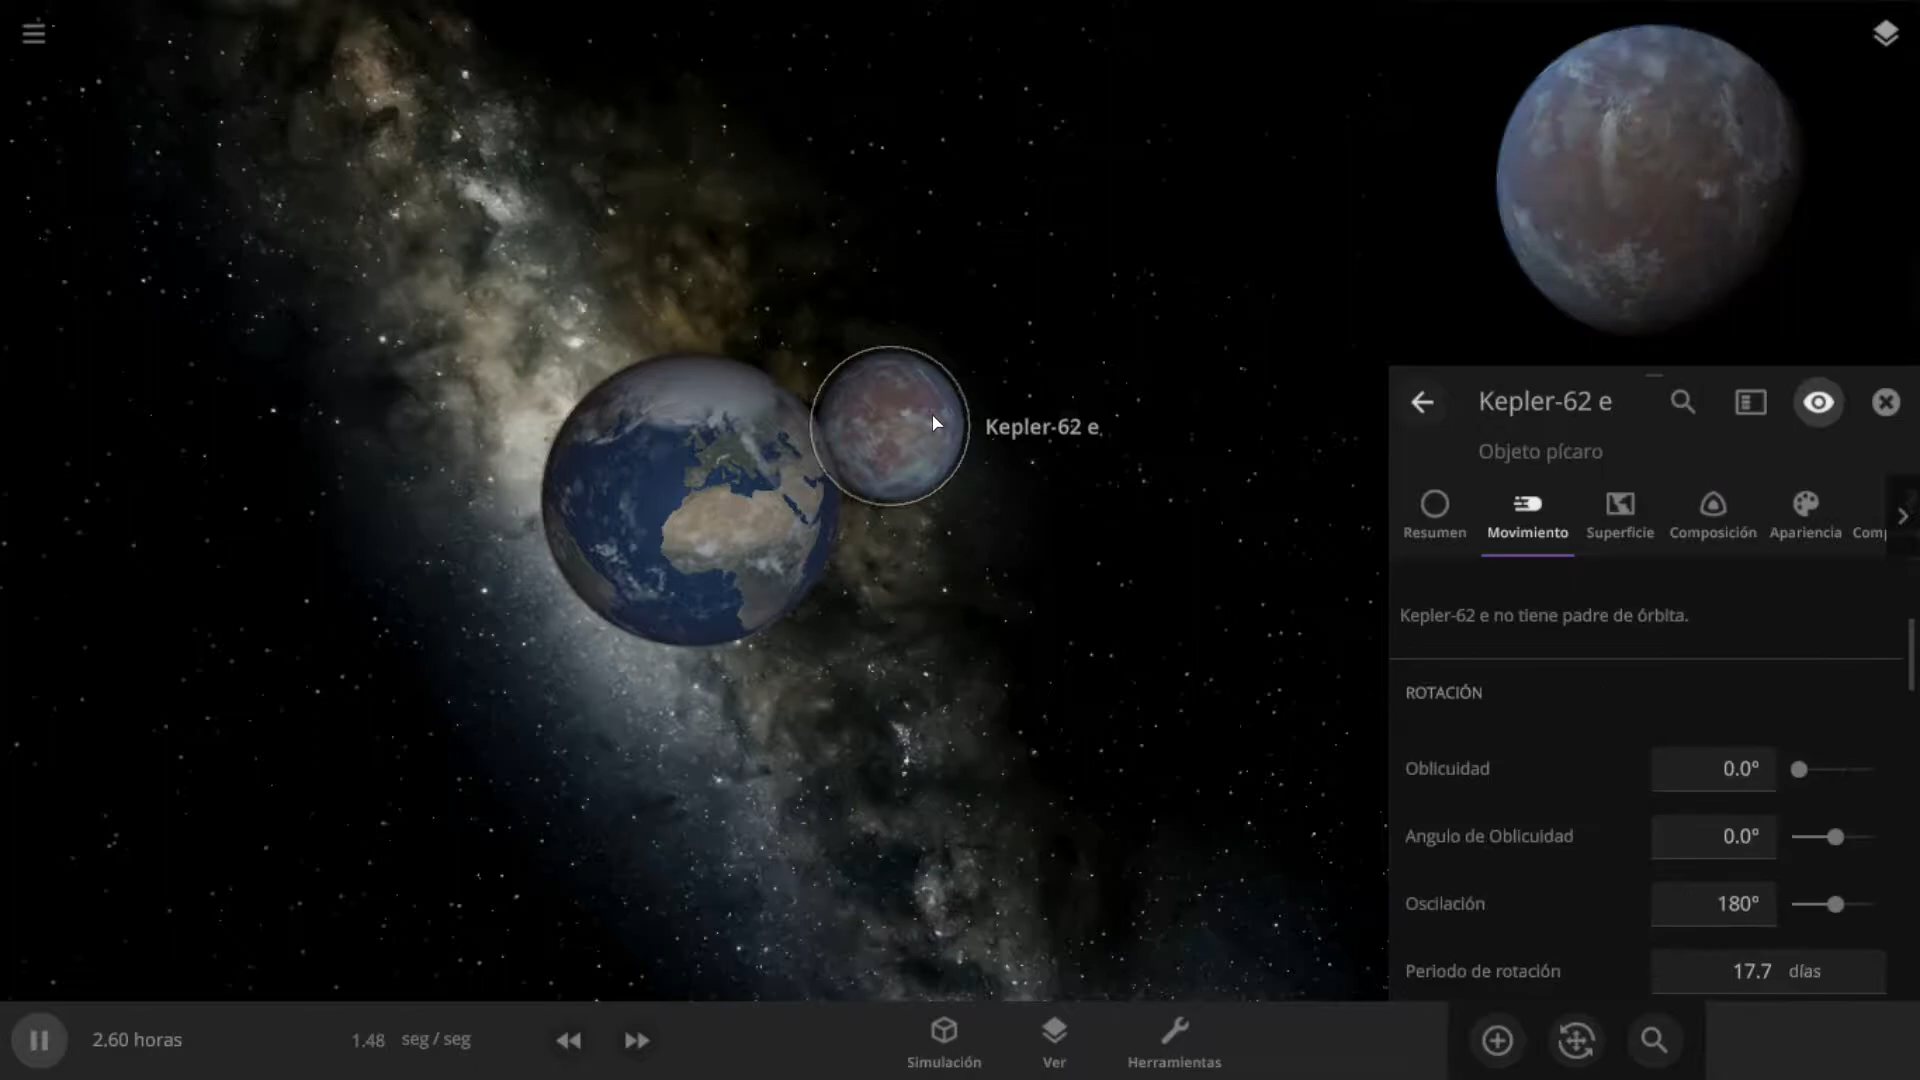 Kepler-62 e
Kepler-62 e
Objeto pícaro
Resumen
Movimiento
Superficie
Composición
Apariencia
Kepler-62 e no tiene padre de órbita.
ROTACIÓN
Oblicuidad 0.0°
Angulo de Oblicuidad 0.0°
Oscilación 180°
Periodo de rotación 17.7 días
2,60 horas
1.48 seg / seg
Simulación
Ver
Herramientas